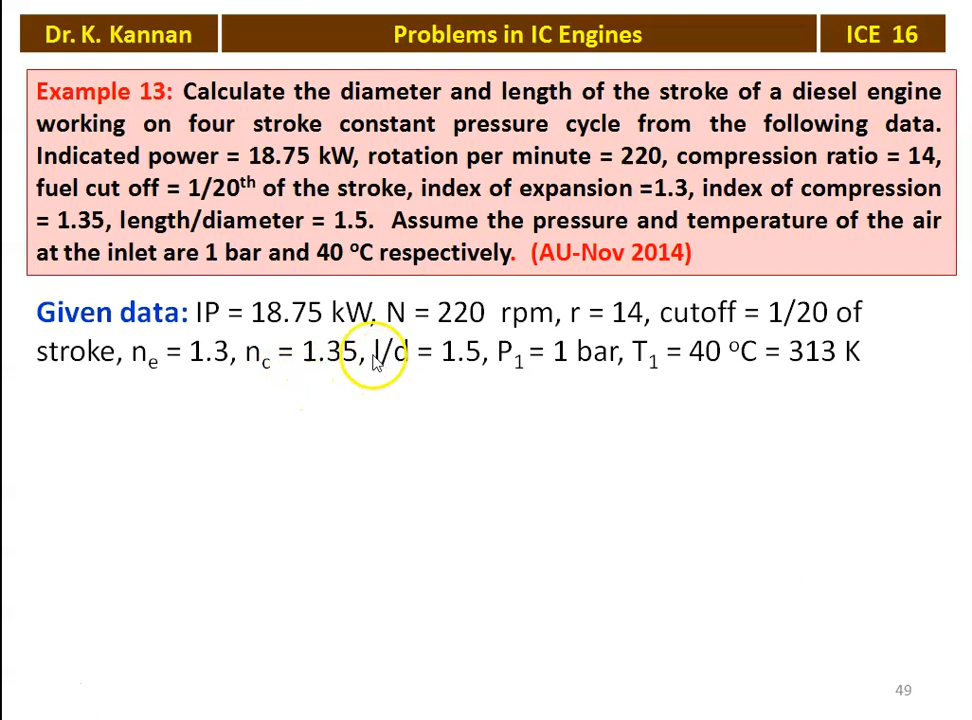 Dr. K. Kannan Problems in IC Engines ICE 16
Example 13: Calculate the diameter and length of the stroke of a diesel engine
working on four stroke constant pressure cycle from the following data.
Indicated power = 18.75 kW, rotation per minute = 220, compression ratio = 14,
fuel cut off = 1/20th of the stroke, index of expansion =1.3, index of compression
= 1.35, length/diameter = 1.5. Assume the pressure and temperature of the air
at the inlet are 1 bar and 40 oC respectively. (AU-Nov 2014)
Given data: IP = 18.75 kW, N = 220 rpm, r = 14, cutoff = 1/20 of
stroke, ne = 1.3, nc = 1.35, l/d = 1.5, P1 = 1 bar, T1 = 40 oC = 313 K
49